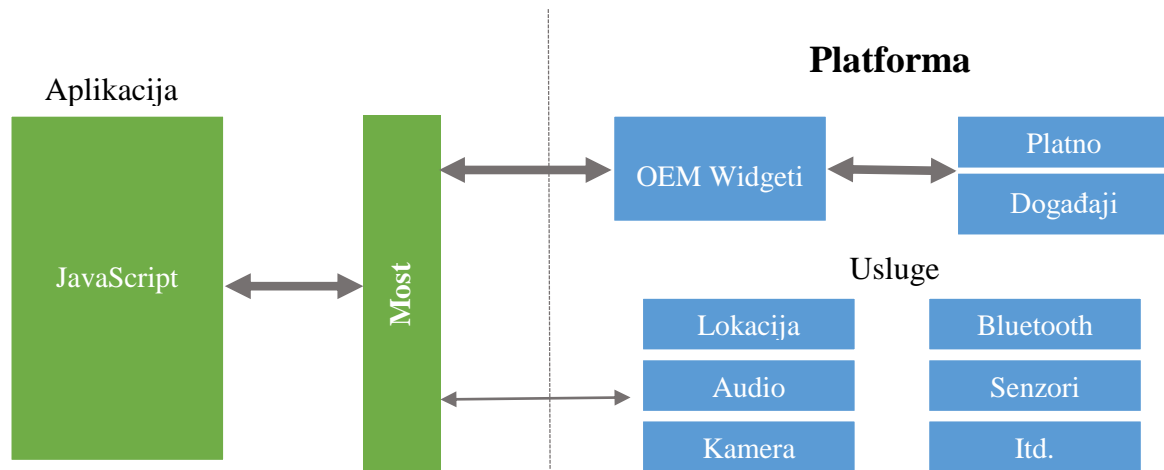 Platforma
Aplikacija
JavaScript
Most
OEM Widgeti
Platno
Događaji
Usluge
Lokacija
Bluetooth
Audio
Senzori
Kamera
Itd.